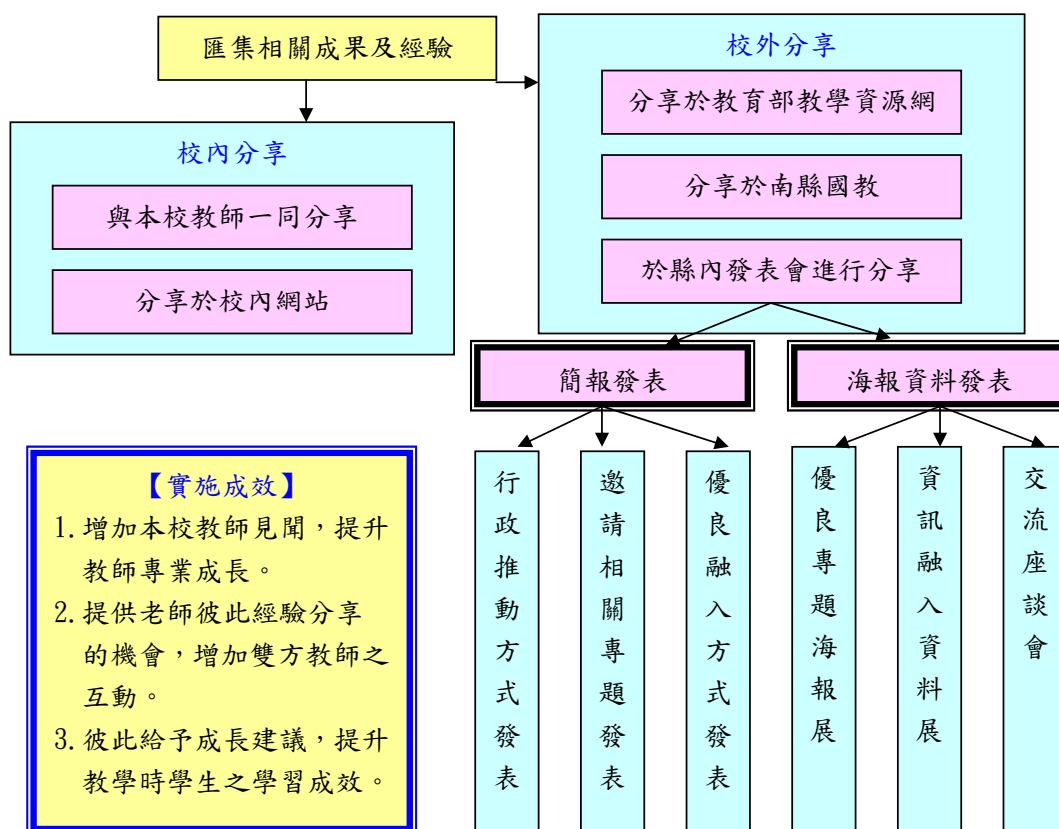 匯集相關成果及經驗
校外分享
分享於教育部教學資源網
分享於南縣國教
於縣內發表會進行分享
校內分享
與本校教師一同分享
分享於校內網站
簡報發表
海報資料發表
行政推動方式發表
邀請相關專題發表
優良融入方式發表
優良專題海報展
資訊融入資料展
交流座談會
【實施成效】
1.增加本校教師見聞，提升
教師專業成長。
2.提供老師彼此經驗分享
的機會，增加雙方教師之
互動。
3.彼此給予成長建議，提升
教學時學生之學習成效。